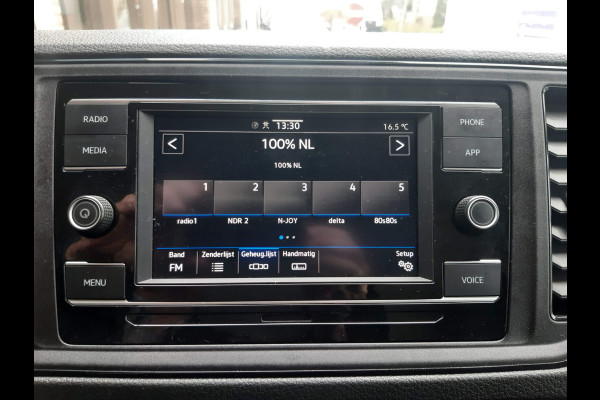 RADIO
MEDIA
MENU
13:30
16.5 °C
<
100% NL
>
100% NL
1 2 3 4 5
radio1 NDR 2 N-JOY delta 80s80s
Band Zenderlijst Geheug.lijst Handmatig Setup
FM
PHONE
APP
VOICE